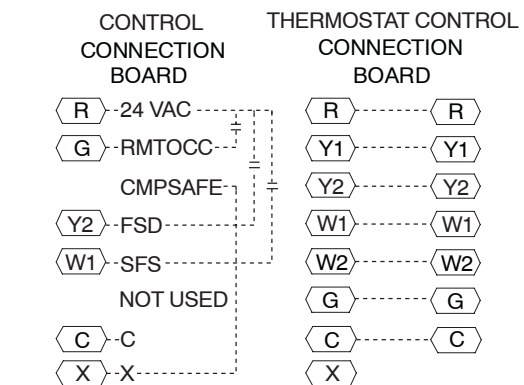 CONTROL
CONNECTION
BOARD
R 24 VAC
G RMTOCC
CMPSAFE
Y2 FSD
W1 SFS
NOT USED
C C
X X
THERMOSTAT CONTROL
CONNECTION
BOARD
R R
Y1 Y1
Y2 Y2
W1 W1
W2 W2
G G
C C
X